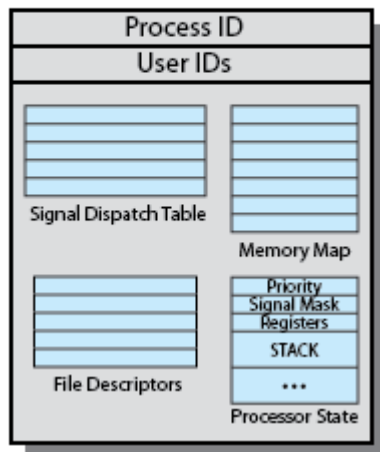 Process ID
User IDs
Signal Dispatch Table
Memory Map
Priority
Signal Mask
Registers
STACK
•••
File Descriptors
Processor State